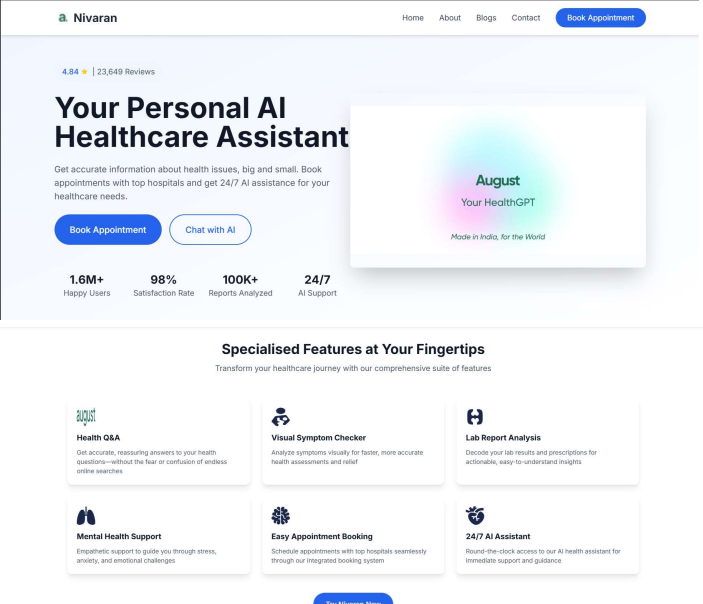 a. Nivaran
Home About Blogs Contact Book Appointment
4.84 ★ | 23,649 Reviews
Your Personal AI
Healthcare Assistant
Get accurate information about health issues, big and small. Book
appointments with top hospitals and get 24/7 AI assistance for your
healthcare needs.
Book Appointment Chat with AI
1.6M+ 98% 100K+ 24/7
Happy Users Satisfaction Rate Reports Analyzed AI Support
August
Your HealthGPT
Made in India, for the World
Specialised Features at Your Fingertips
Transform your healthcare journey with our comprehensive suite of features
august
Health Q&A
Get accurate, reassuring answers to your health
questions—without the fear or confusion of endless
online searches
Visual Symptom Checker
Analyze symptoms visually for faster, more accurate
health assessments and relief
Lab Report Analysis
Decode your lab results and prescriptions for
actionable, easy-to-understand insights
Mental Health Support
Empathetic support to guide you through stress,
anxiety, and emotional challenges
Easy Appointment Booking
Schedule appointments with top hospitals seamlessly
through our integrated booking system
24/7 AI Assistant
Round-the-clock access to our AI health assistant for
immediate support and guidance
Try Nivaran Now